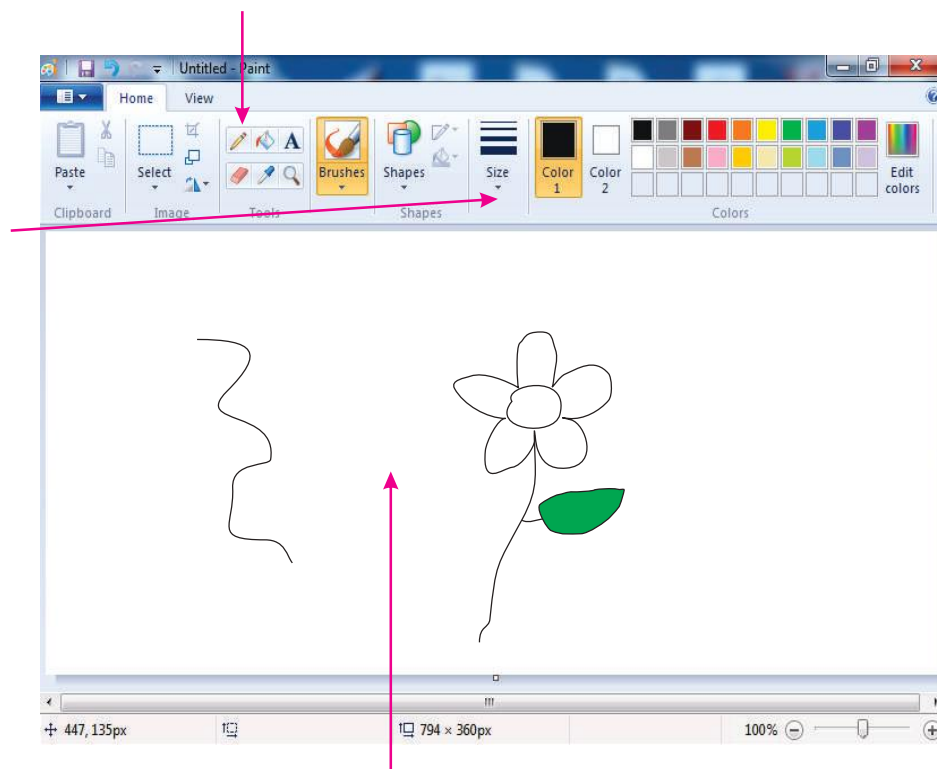 Untitled - Paint
Home View
Paste
Select
A
Brushes
Shapes
Size
Color 1
Color 2
Edit colors
Clipboard
Image
Tools
Shapes
Colors
447, 135px
794 × 360px
100%